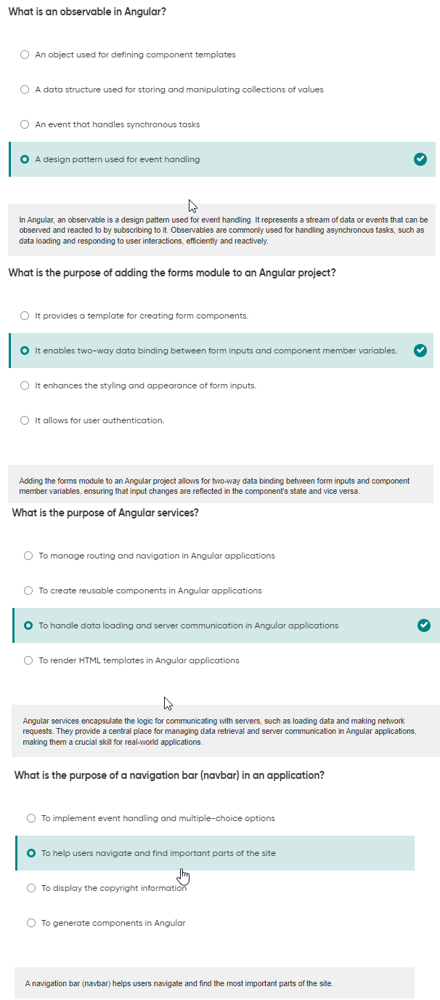 What is an observable in Angular?
An object used for defining component templates
A data structure used for storing and manipulating collections of values
An event that handles synchronous tasks
A design pattern used for event handling
In Angular, an observable is a design pattern used for event handling. It represents a stream of data or events that can be
observed and reacted to by subscribing to it. Observables are commonly used for handling asynchronous tasks, such as
data loading and responding to user interactions, efficiently and reactively.
What is the purpose of adding the forms module to an Angular project?
It provides a template for creating form components.
It enables two-way data binding between form inputs and component member variables.
It enhances the styling and appearance of form inputs.
It allows for user authentication.
Adding the forms module to an Angular project allows for two-way data binding between form inputs and component
member variables, ensuring that input changes are reflected in the component's state and vice versa.
What is the purpose of Angular services?
To manage routing and navigation in Angular applications
To create reusable components in Angular applications
To handle data loading and server communication in Angular applications
To render HTML templates in Angular applications
Angular services encapsulate the logic for communicating with servers, such as loading data and making network
requests. They provide a central place for managing data retrieval and server communication in Angular applications,
making them a crucial skill for real-world applications.
What is the purpose of a navigation bar (navbar) in an application?
To implement event handling and multiple-choice options
To help users navigate and find important parts of the site
To display the copyright information
To generate components in Angular
A navigation bar (navbar) helps users navigate and find the most important parts of the site.